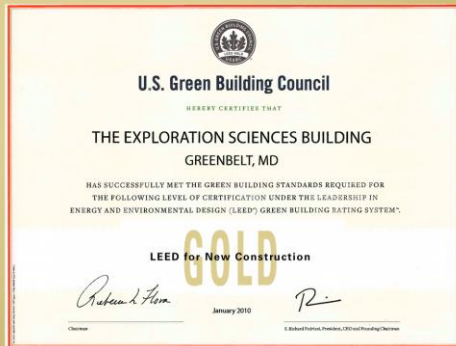 U.S. Green Building Council
HEREBY CERTIFIES THAT
THE EXPLORATION SCIENCES BUILDING
GREENBELT, MD
HAS SUCCESSFULLY MET THE GREEN BUILDING STANDARDS REQUIRED FOR
THE FOLLOWING LEVEL OF CERTIFICATION UNDER THE LEADERSHIP IN
ENERGY AND ENVIRONMENTAL DESIGN (LEED®) GREEN BUILDING RATING SYSTEM™.
GOLD
LEED for New Construction
January 2010
Chairman
S. Richard Fedrizzi, President, CEO and Founding Chairman